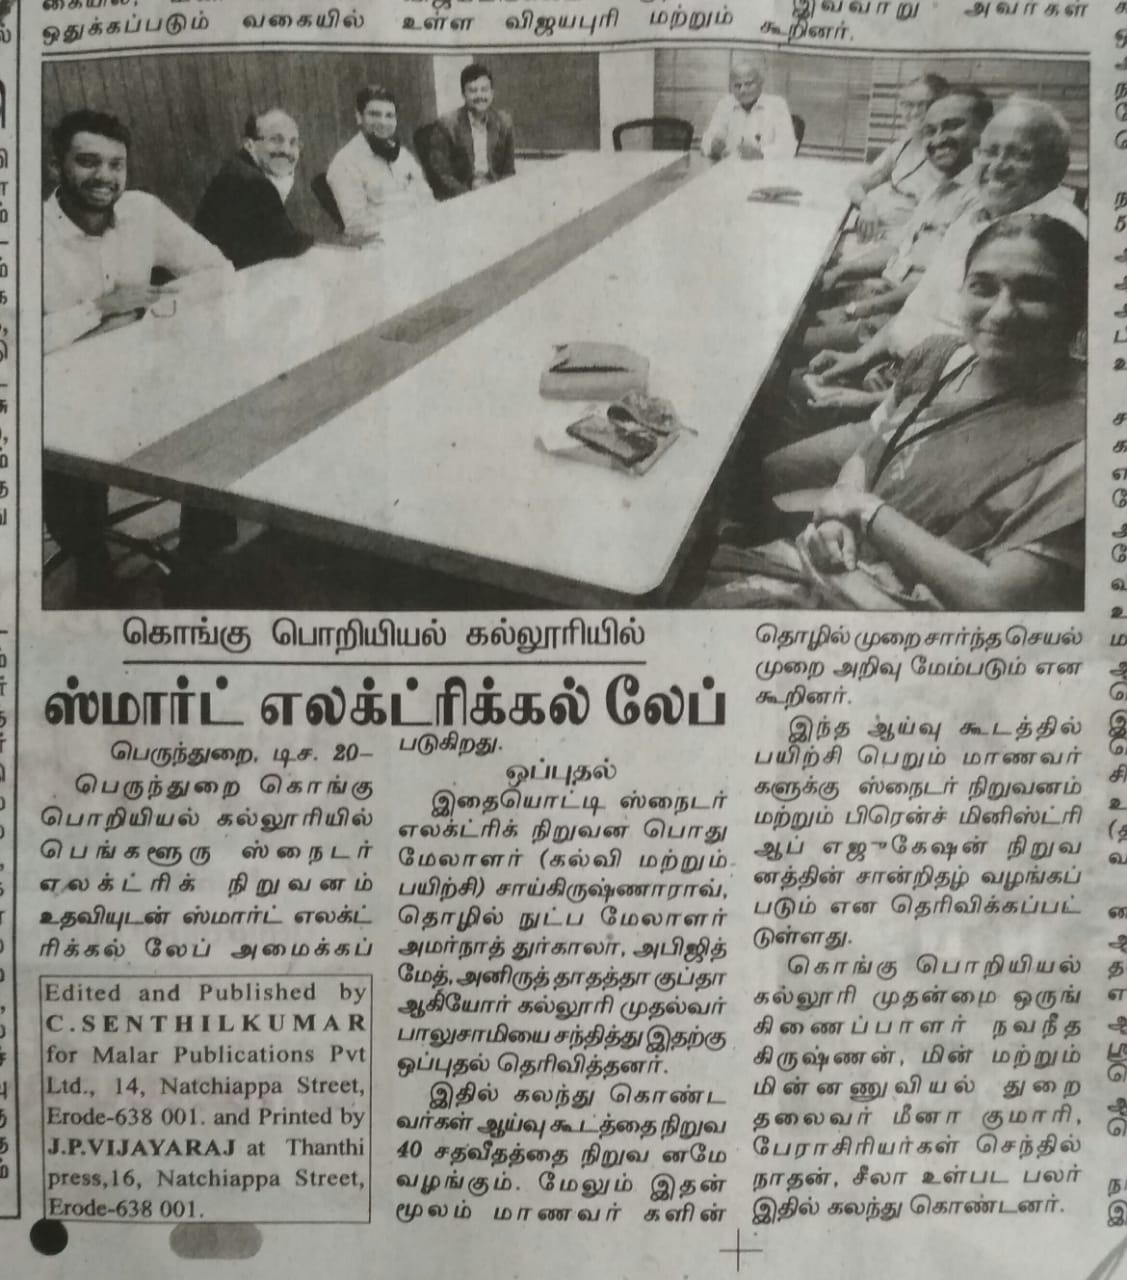 ஒதுக்கப்படும் வகையில்
உள்ள விஜயபுரி மற்றும்
இவ்வாறு அவர்கள்
கூறினர்.
கொங்கு பொறியியல் கல்லூரியில்
ஸ்மார்ட் எலக்ட்ரிக்கல் லேப்
பெருந்துறை, டிச. 20–
பெருந்துறை கொங்கு
பொறியியல் கல்லூரியில்
பெங்களூரு ஸ்நைடர்
எலக்ட்ரிக் நிறுவனம்
உதவியுடன் ஸ்மார்ட் எலக்ட்
ரிக்கல் லேப் அமைக்கப்
படுகிறது.
ஒப்புதல்
இதையொட்டி ஸ்நைடர்
எலக்ட்ரிக் நிறுவன பொது
மேலாளர் (கல்வி மற்றும்
பயிற்சி) சாய்கிருஷ்ணாராவ்,
தொழில் நுட்ப மேலாளர்
அமர்நாத் துர்காலா, அபிஜித்
மேத், அனிருத் தாதத்தா குப்தா
ஆகியோர் கல்லூரி முதல்வர்
பாலுசாமியை சந்தித்து இதற்கு
ஒப்புதல் தெரிவித்தனர்.
இதில் கலந்து கொண்ட
வர்கள் ஆய்வு கூடத்தை நிறுவ
40 சதவீதத்தை நிறுவ னமே
வழங்கும். மேலும் இதன்
மூலம் மாணவர் களின்
தொழில் முறை சார்ந்த செயல்
முறை அறிவு மேம்படும் என
கூறினர்.
இந்த ஆய்வு கூடத்தில்
பயிற்சி பெறும் மாணவர்
களுக்கு ஸ்நைடர் நிறுவனம்
மற்றும் பிரென்ச் மினிஸ்ட்ரி
ஆப் எஜுகேஷன் நிறுவ
னத்தின் சான்றிதழ் வழங்கப்
படும் என தெரிவிக்கப்பட்
டுள்ளது.
கொங்கு பொறியியல்
கல்லூரி முதன்மை ஒருங்
கிணைப்பாளர் நவநீத
கிருஷ்ணன், மின் மற்றும்
மின்னணுவியல் துறை
தலைவர் மீனா குமாரி,
பேராசிரியர்கள் செந்தில்
நாதன், சீலா உள்பட பலர்
இதில் கலந்து கொண்டனர்.
Edited and Published by
C.SENTHILKUMAR
for Malar Publications Pvt
Ltd., 14, Natchiappa Street,
Erode-638 001. and Printed by
J.P.VIJAYARAJ at Thanthi
press,16, Natchiappa Street,
Erode-638 001.